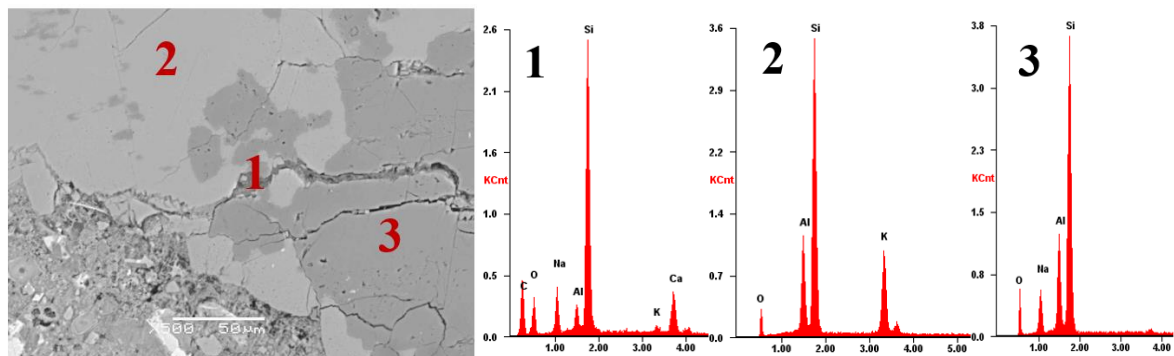 2
1
3
X500 50µm
1
2.6
2.1
1.6
KCnt
1.0
0.5
0.0
C
O
Na
Al
Si
K
Ca
1.00 2.00 3.00 4.00
2
3.6
2.9
2.2
KCnt
1.4
0.7
0.0
O
Al
Si
K
1.00 2.00 3.00 4.00 5.00
3
3.8
3.0
2.3
KCnt
1.5
0.8
0.0
O
Na
Al
Si
1.00 2.00 3.00 4.00